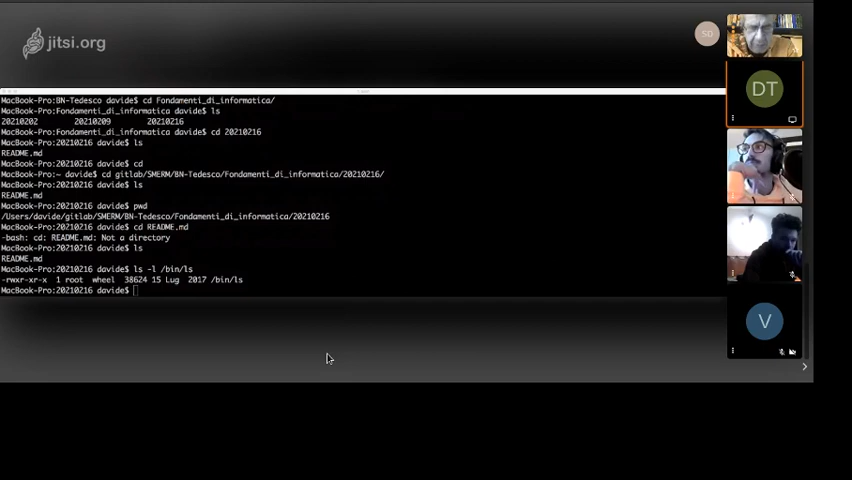 jitsi.org
SD
MacBook-Pro:BN-Tedesco davide$ cd Fondamenti_di_informatica/
MacBook-Pro:Fondamenti_di_informatica davide$ ls
20210202 20210209 20210216
MacBook-Pro:Fondamenti_di_informatica davide$ cd 20210216
MacBook-Pro:20210216 davide$ ls
README.md
MacBook-Pro:20210216 davide$ cd
MacBook-Pro:~ davide$ cd gitlab/SMERM/BN-Tedesco/Fondamenti_di_informatica/20210216/
MacBook-Pro:20210216 davide$ ls
README.md
MacBook-Pro:20210216 davide$ pwd
/Users/davide/gitlab/SMERM/BN-Tedesco/Fondamenti_di_informatica/20210216
MacBook-Pro:20210216 davide$ cd README.md
-bash: cd: README.md: Not a directory
MacBook-Pro:20210216 davide$ ls
README.md
MacBook-Pro:20210216 davide$ ls -l /bin/ls
-rwxr-xr-x 1 root wheel 38624 15 Lug 2017 /bin/ls
MacBook-Pro:20210216 davide$
DT
V